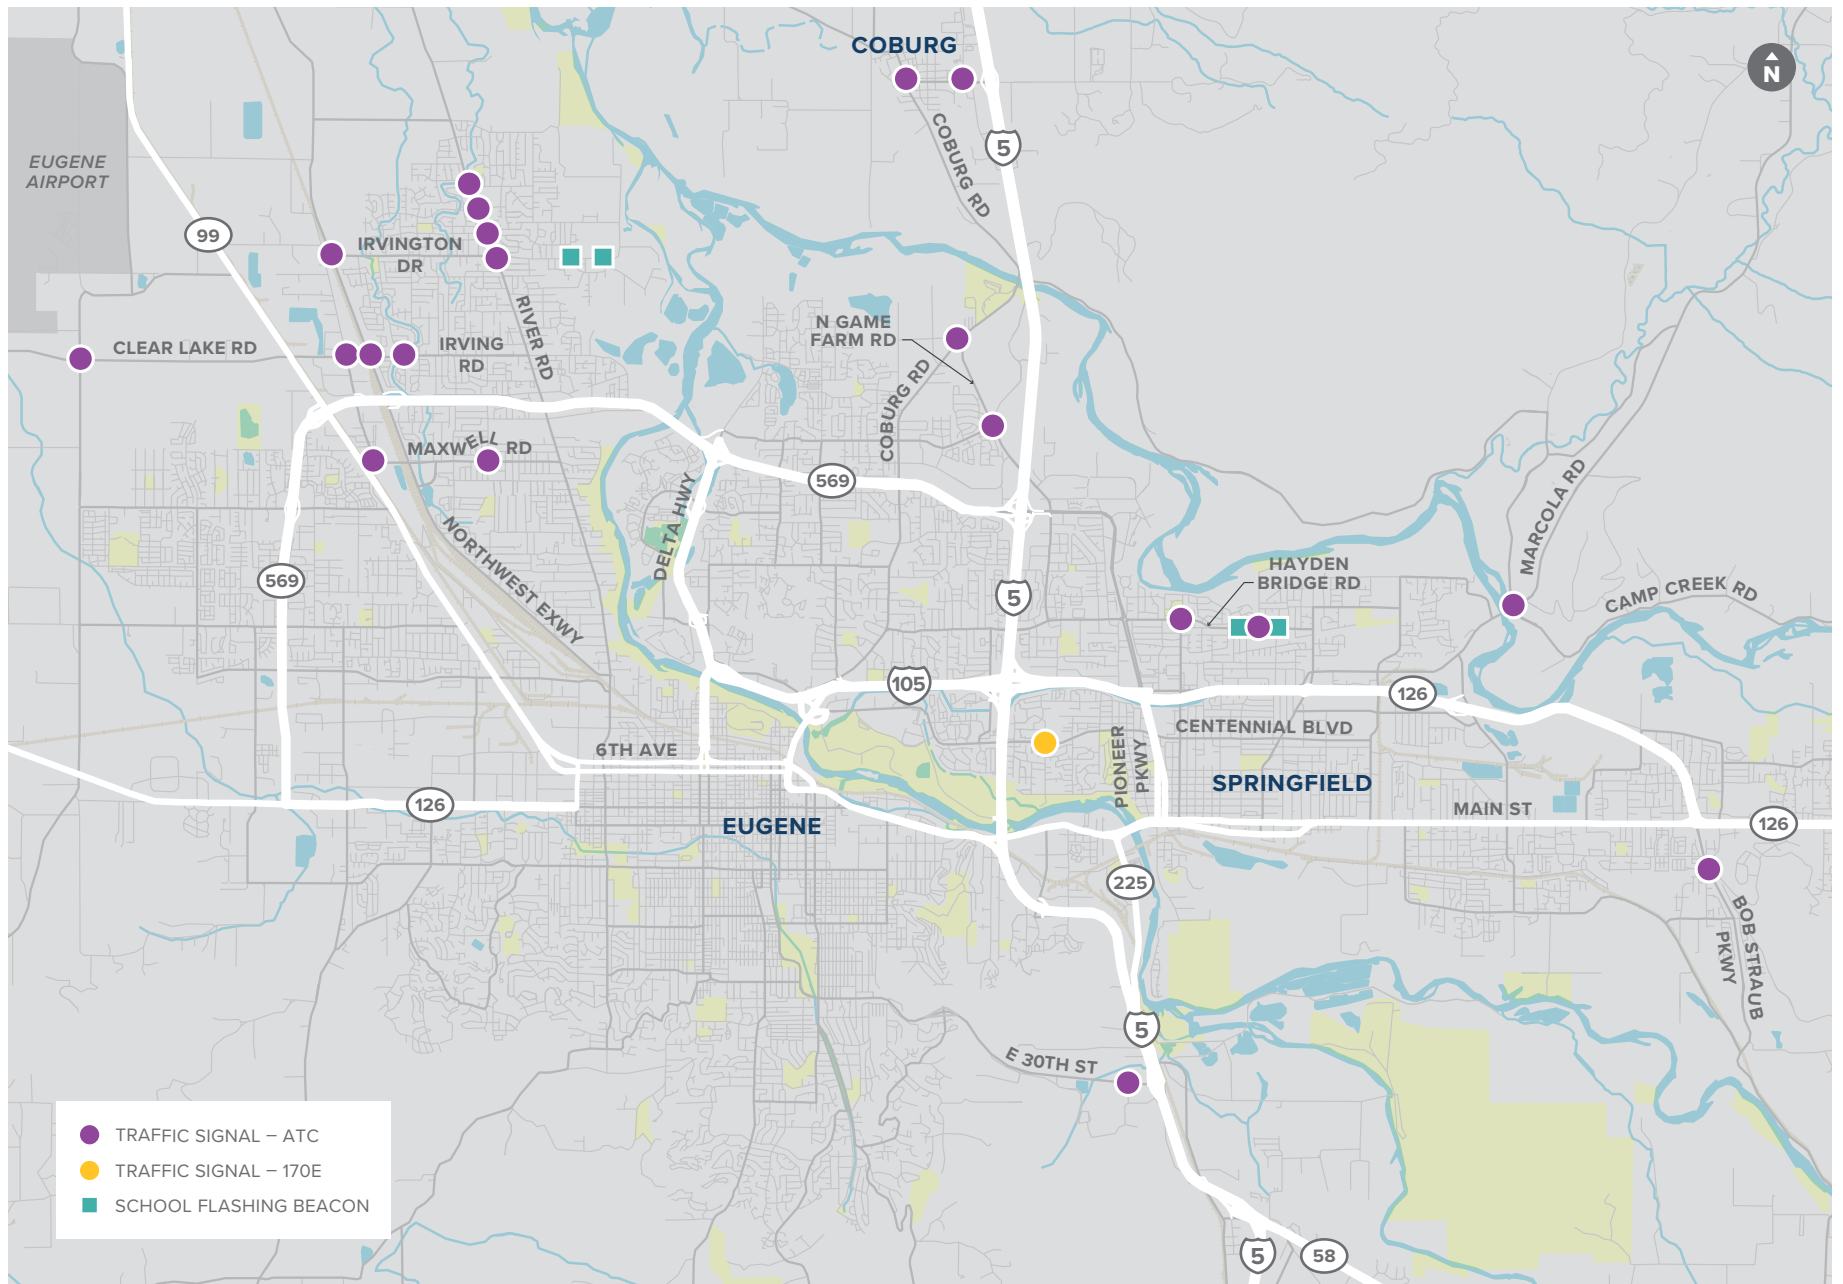 COBURG
N
5
COBURG RD
EUGENE
AIRPORT
99
IRVINGTON
DR
RIVER RD
N GAME
FARM RD
CLEAR LAKE RD
IRVING
RD
COBURG RD
MAXWELL RD
569
DELTA HWY
MARCOLA RD
NORTHWEST EXWY
569
5
HAYDEN
BRIDGE RD
CAMP CREEK RD
105
126
CENTENNIAL BLVD
6TH AVE
PIONEER
PKWY
SPRINGFIELD
126
EUGENE
MAIN ST
126
225
BOB STRAUB
PKWY
5
E 30TH ST
TRAFFIC SIGNAL – ATC
TRAFFIC SIGNAL – 170E
SCHOOL FLASHING BEACON
5
58